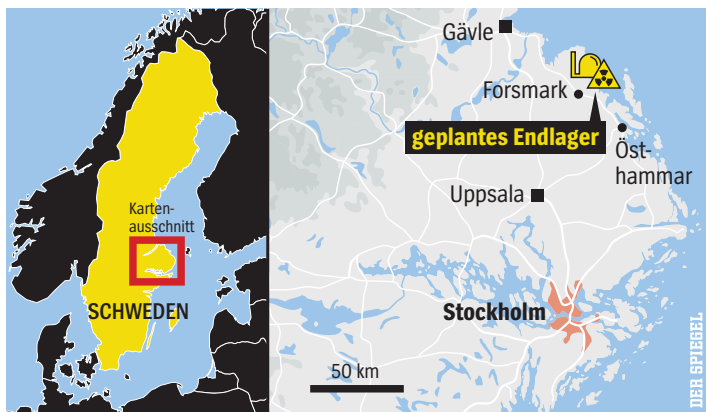 Karten-
ausschnitt
SCHWEDEN
Gävle
Forsmark
geplantes Endlager
Öst-
hammar
Uppsala
Stockholm
50 km
DER SPIEGEL